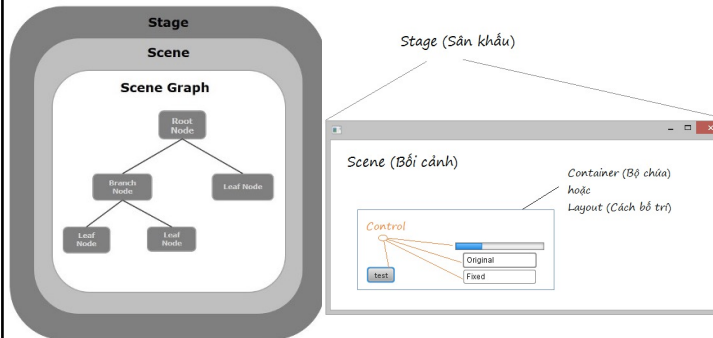 Stage
Scene
Scene Graph
Root
Node
Branch
Node
Leaf Node
Leaf
Node
Leaf
Node
Stage (Sân khấu)
Scene (Bối cảnh)
Container (Bộ chứa)
hoặc
Layout (Cách bố trí)
Control
Original
test
Fixed